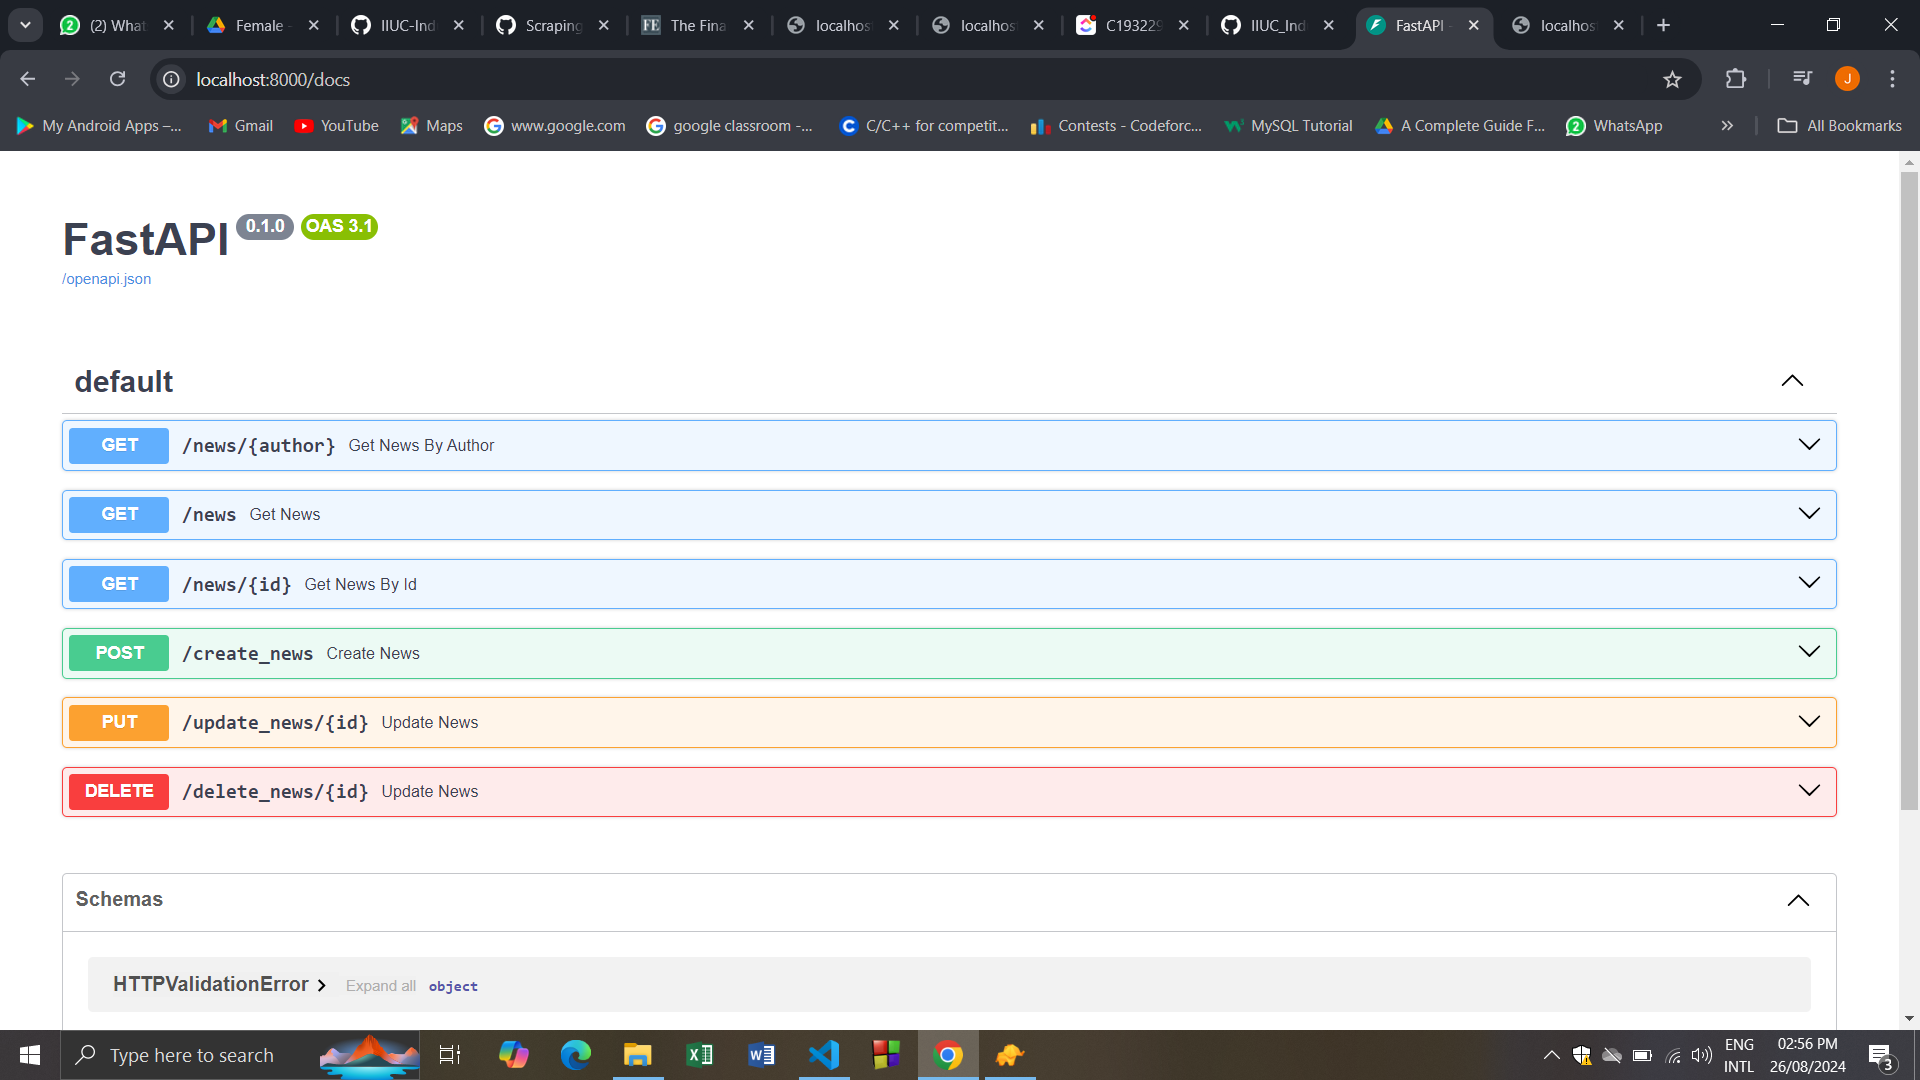 (2) What
Female -
IIUC-Ind
Scraping
The Fina
localhos
localhos
C193229
IIUC_Ind
FastAPI -
localhos
localhost:8000/docs
J
My Android Apps –...
Gmail
YouTube
Maps
www.google.com
google classroom -...
C/C++ for competit...
Contests - Codeforc...
MySQL Tutorial
A Complete Guide F...
WhatsApp
All Bookmarks
FastAPI 0.1.0 OAS 3.1
/openapi.json
default
GET /news/{author} Get News By Author
GET /news Get News
GET /news/{id} Get News By Id
POST /create_news Create News
PUT /update_news/{id} Update News
DELETE /delete_news/{id} Update News
Schemas
HTTPValidationError Expand all object
Type here to search
ENG
INTL
02:56 PM
26/08/2024
3